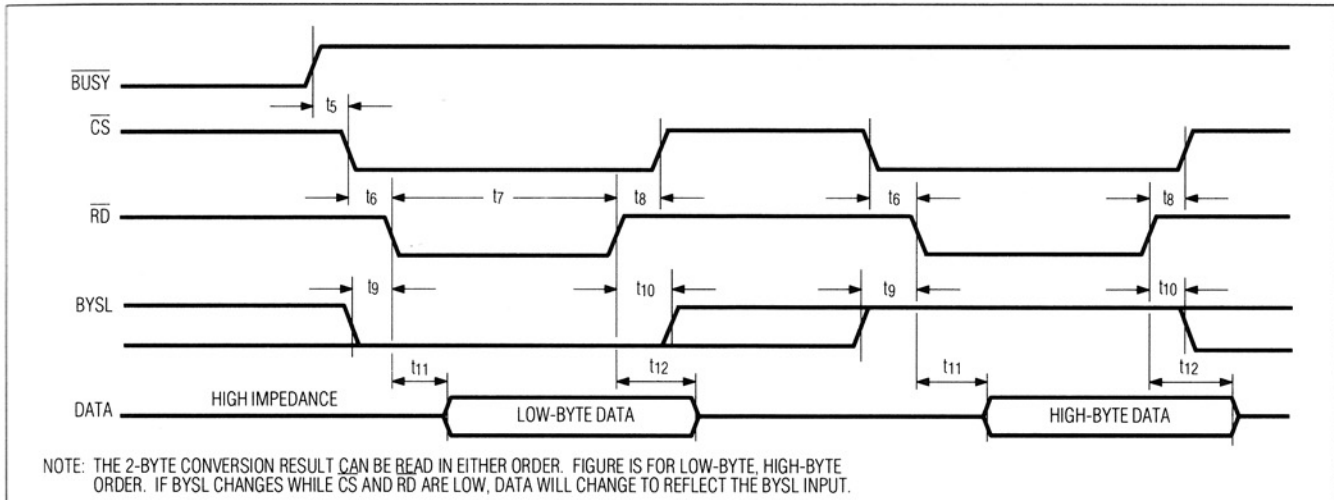 BUSY
t5
CS
t6 t7 t8 t6 t8
RD
t9 t10 t9 t10
BYSL
t11 t12 t11 t12
HIGH IMPEDANCE
DATA LOW-BYTE DATA HIGH-BYTE DATA
NOTE: THE 2-BYTE CONVERSION RESULT CAN BE READ IN EITHER ORDER. FIGURE IS FOR LOW-BYTE, HIGH-BYTE
ORDER. IF BYSL CHANGES WHILE CS AND RD ARE LOW, DATA WILL CHANGE TO REFLECT THE BYSL INPUT.